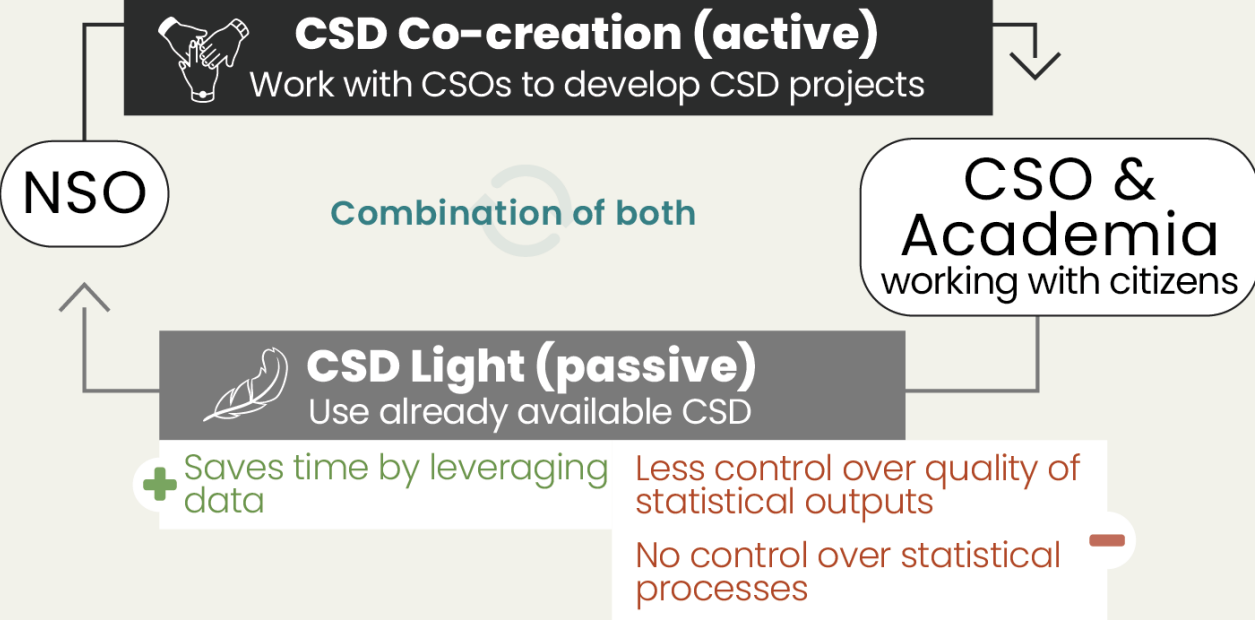 CSD Co-creation (active)
Work with CSOs to develop CSD projects
NSO
CSO &
Academia
working with citizens
Combination of both
CSD Light (passive)
Use already available CSD
Saves time by leveraging
data
Less control over quality of
statistical outputs
No control over statistical
processes